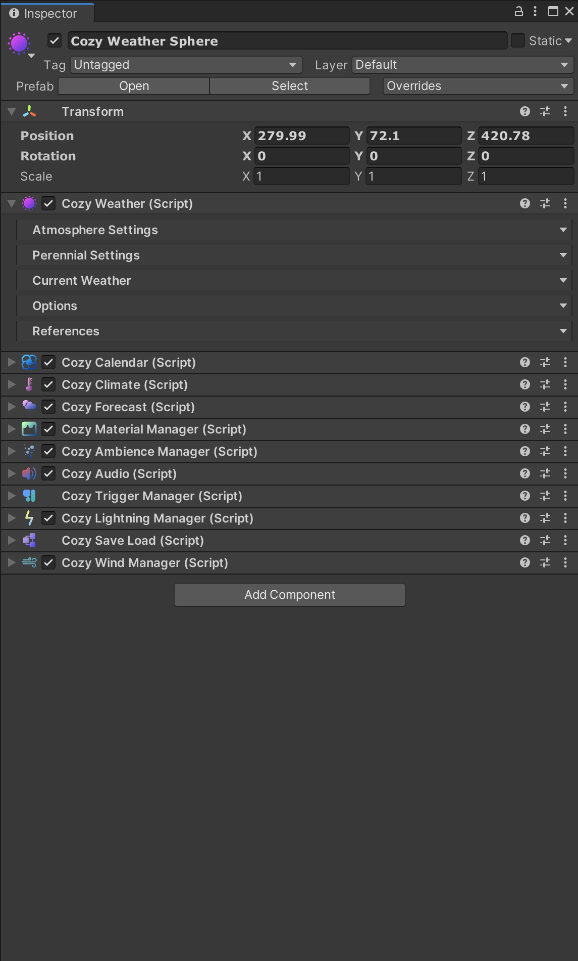 Inspector
Cozy Weather Sphere Static
Tag Untagged Layer Default
Prefab Open Select Overrides
Transform
Position X 279.99 Y 72.1 Z 420.78
Rotation X 0 Y 0 Z 0
Scale X 1 Y 1 Z 1
Cozy Weather (Script)
Atmosphere Settings
Perennial Settings
Current Weather
Options
References
Cozy Calendar (Script)
Cozy Climate (Script)
Cozy Forecast (Script)
Cozy Material Manager (Script)
Cozy Ambience Manager (Script)
Cozy Audio (Script)
Cozy Trigger Manager (Script)
Cozy Lightning Manager (Script)
Cozy Save Load (Script)
Cozy Wind Manager (Script)
Add Component